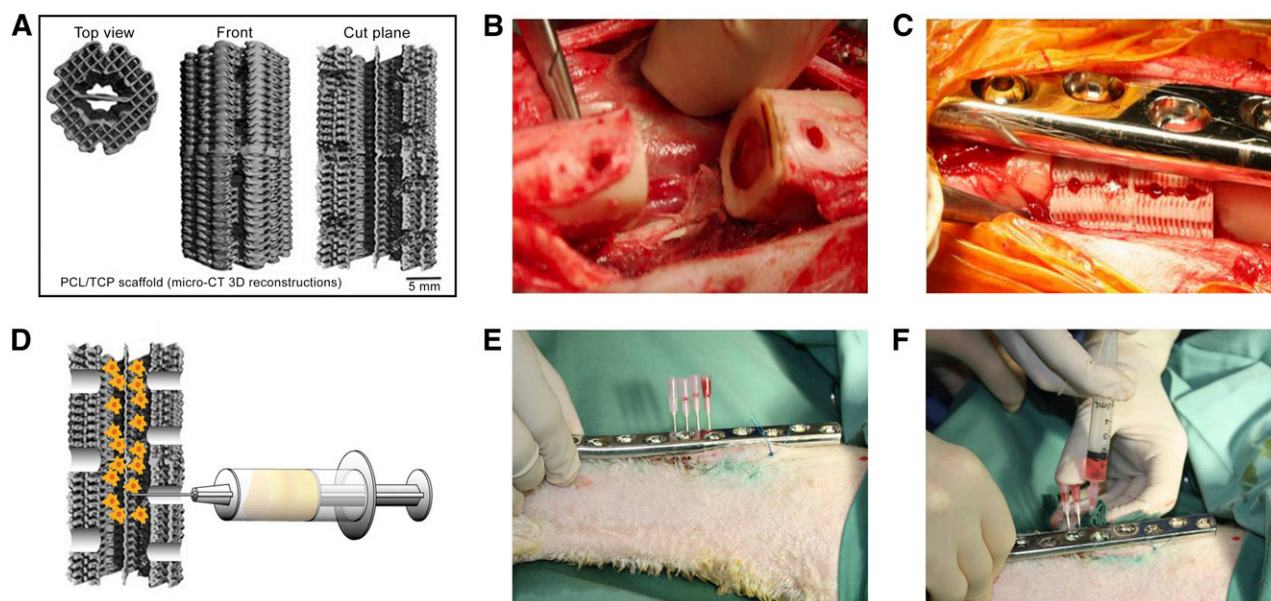 A
Top view Front Cut plane
PCL/TCP scaffold (micro-CT 3D reconstructions) 5 mm
B
C
D
E
F